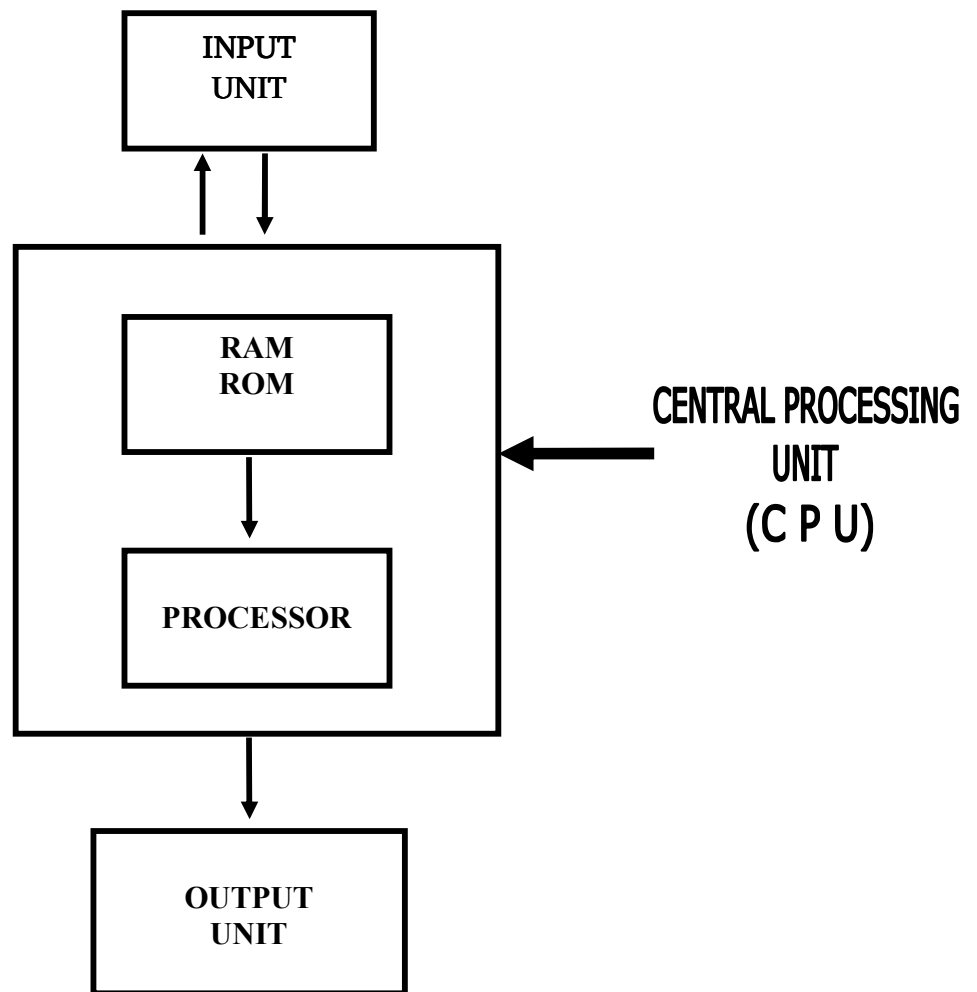 INPUT
UNIT
RAM
ROM
CENTRAL PROCESSING
UNIT
(C P U)
PROCESSOR
OUTPUT
UNIT